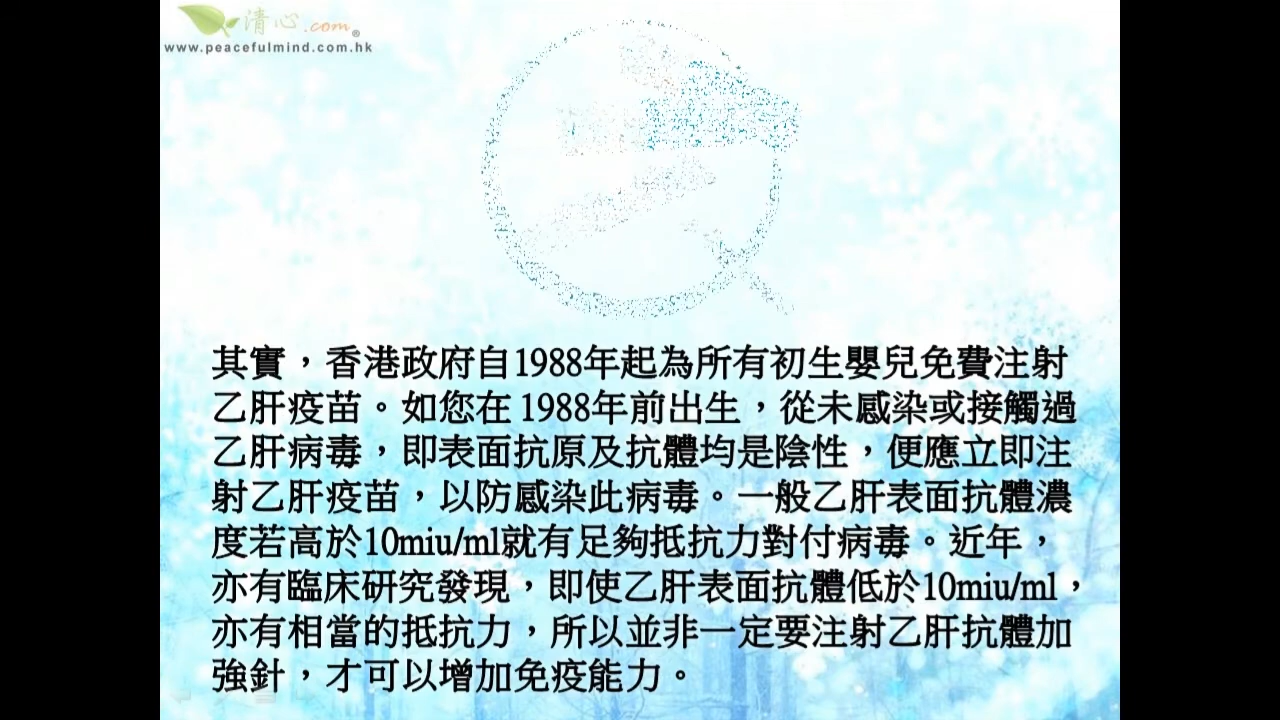 清心.com®
www.peacefulmind.com.hk
其實，香港政府自1988年起為所有初生嬰兒免費注射
乙肝疫苗。如您在 1988年前出生，從未感染或接觸過
乙肝病毒，即表面抗原及抗體均是陰性，便應立即注
射乙肝疫苗，以防感染此病毒。一般乙肝表面抗體濃
度若高於10miu/ml就有足夠抵抗力對付病毒。近年，
亦有臨床研究發現，即使乙肝表面抗體低於10miu/ml，
亦有相當的抵抗力，所以並非一定要注射乙肝抗體加
強針，才可以增加免疫能力。